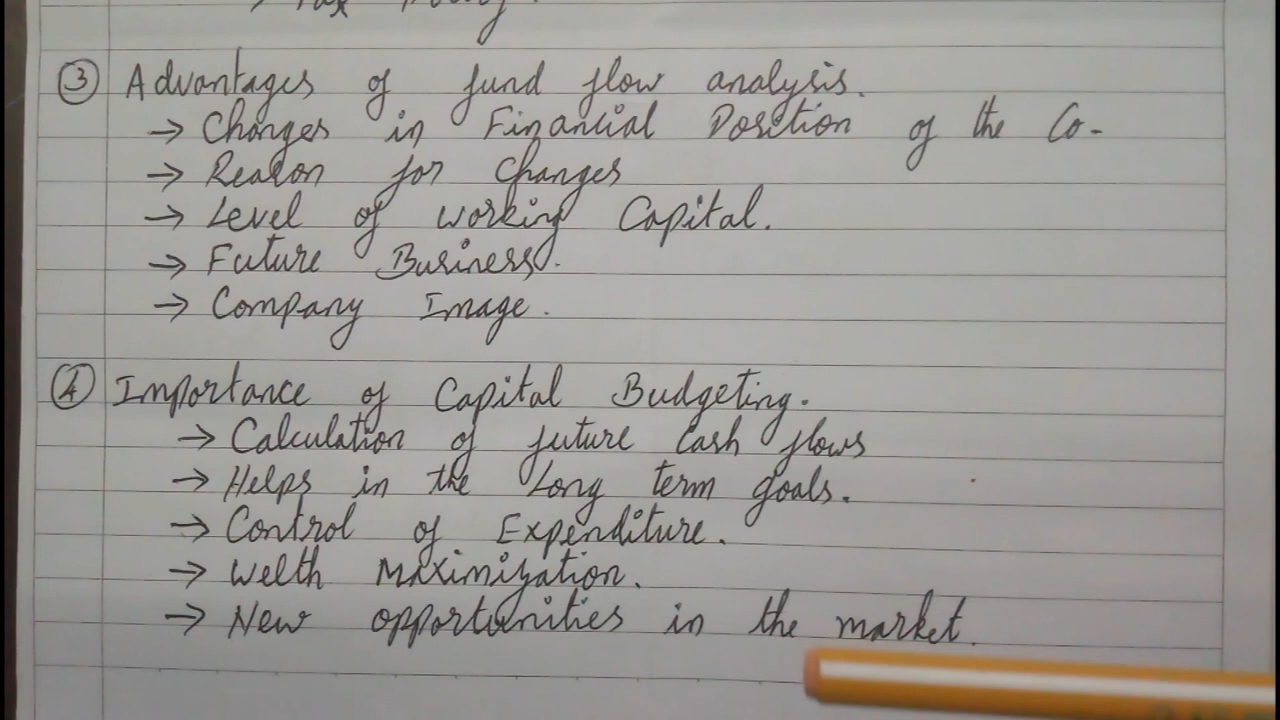 → Tax
③ Advantages of fund flow analysis.
→ Changes in Financial Position of the Co-
→ Reason for Changes
→ Level of working Capital.
→ Future Business.
→ Company Image.
④ Importance of Capital Budgeting.
→ Calculation of future Cash flows
→ Helps in the Long term goals.
→ Control of Expenditure.
→ Welth Maximization.
→ New opportunities in the market.